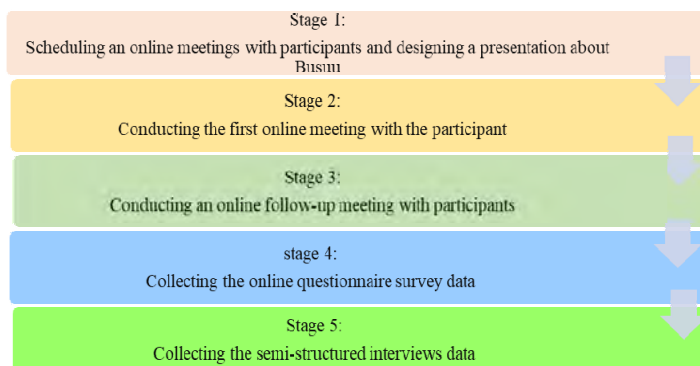 Stage 1:
Scheduling an online meetings with participants and designing a presentation about
Busuu
Stage 2:
Conducting the first online meeting with the participant
Stage 3:
Conducting an online follow-up meeting with participants
stage 4:
Collecting the online questionnaire survey data
Stage 5:
Collecting the semi-structured interviews data